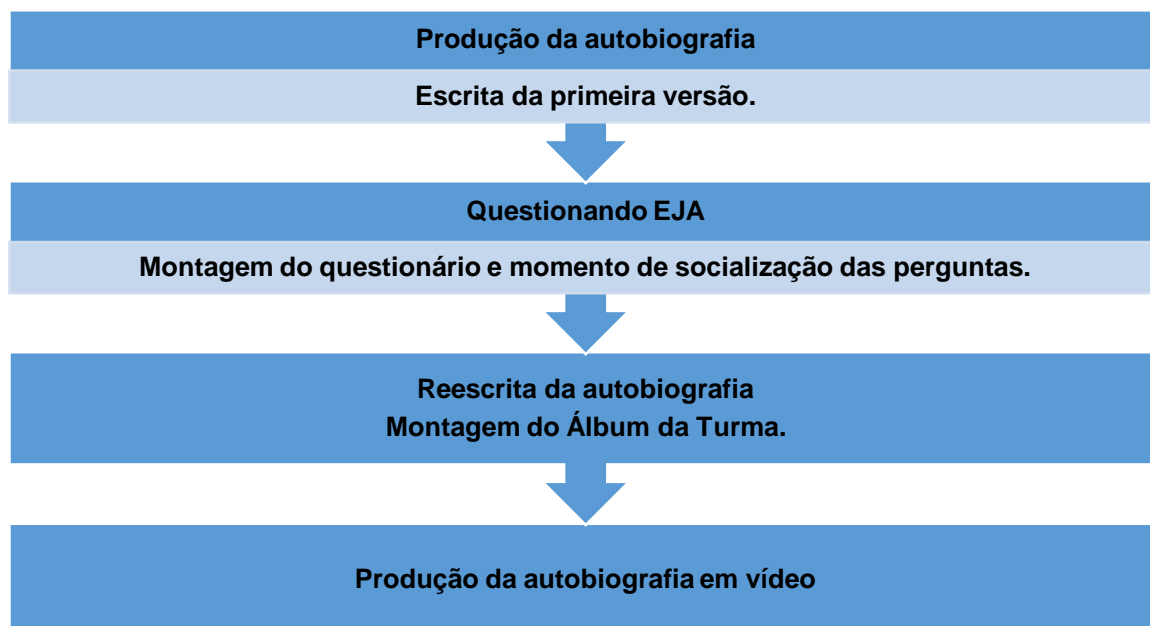 Produção da autobiografia
Escrita da primeira versão.
Questionando EJA
Montagem do questionário e momento de socialização das perguntas.
Reescrita da autobiografia
Montagem do Álbum da Turma.
Produção da autobiografia em vídeo